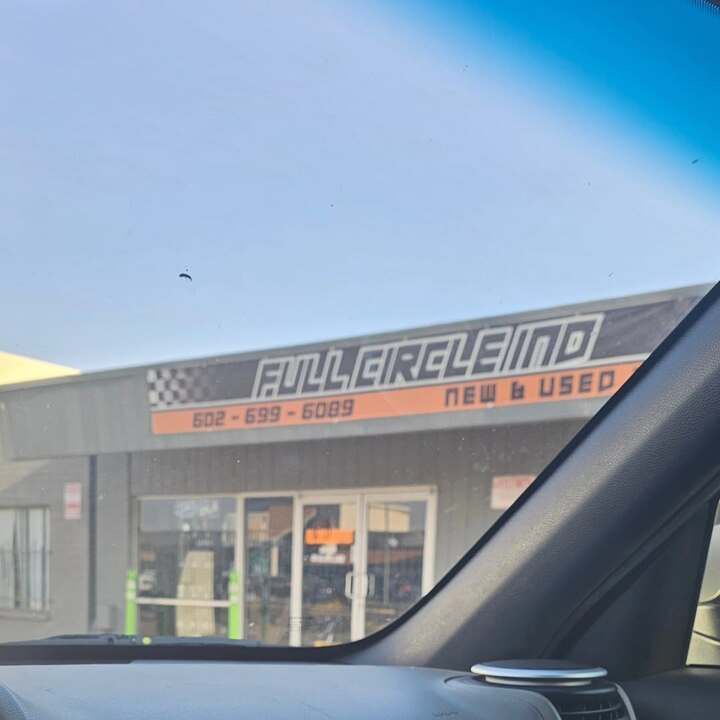 FULL CIRCLE IND
602-699-6089
NEW & USED